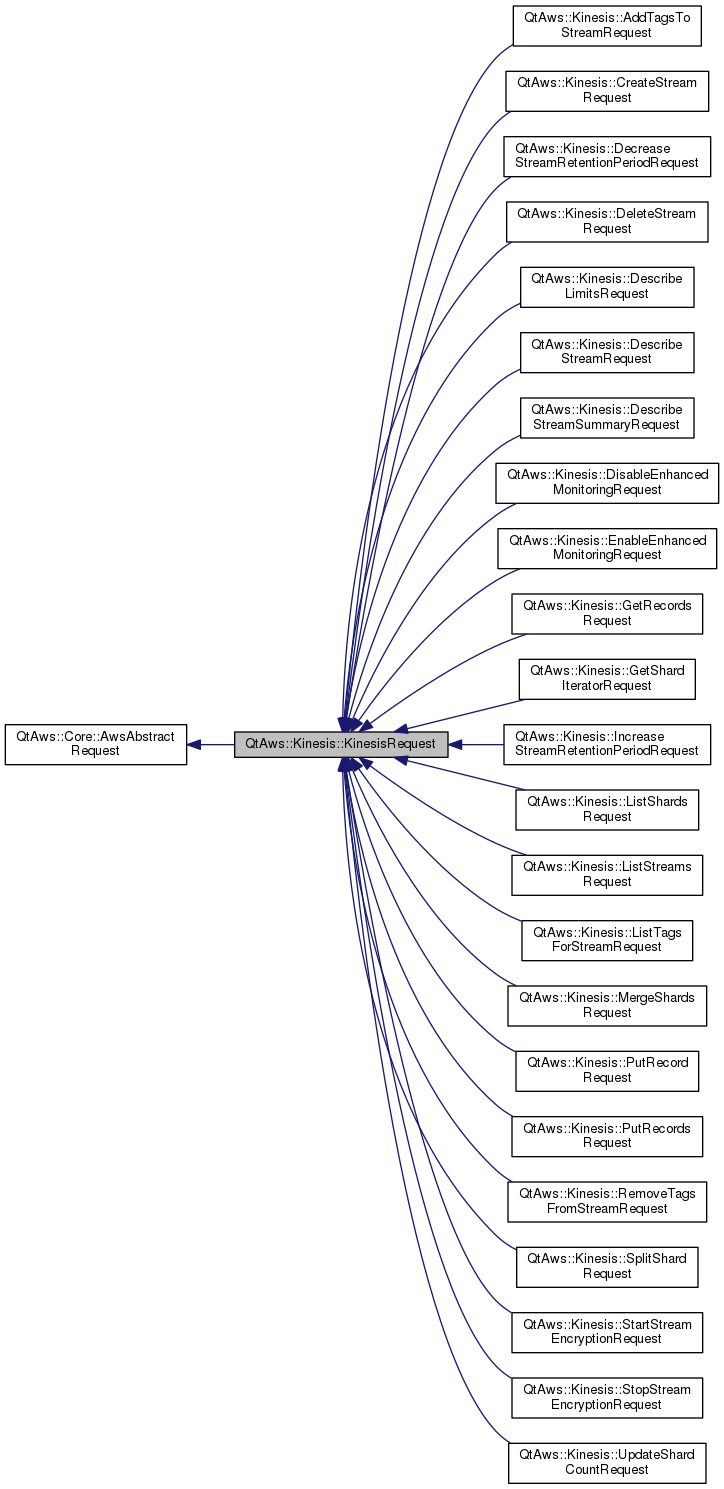 QtAws::Kinesis::AddTagsTo
StreamRequest
QtAws::Kinesis::CreateStream
Request
QtAws::Kinesis::Decrease
StreamRetentionPeriodRequest
QtAws::Kinesis::DeleteStream
Request
QtAws::Kinesis::Describe
LimitsRequest
QtAws::Kinesis::Describe
StreamRequest
QtAws::Kinesis::Describe
StreamSummaryRequest
QtAws::Kinesis::DisableEnhanced
MonitoringRequest
QtAws::Kinesis::EnableEnhanced
MonitoringRequest
QtAws::Kinesis::GetRecords
Request
QtAws::Kinesis::GetShard
IteratorRequest
QtAws::Core::AwsAbstract
Request
QtAws::Kinesis::KinesisRequest
QtAws::Kinesis::Increase
StreamRetentionPeriodRequest
QtAws::Kinesis::ListShards
Request
QtAws::Kinesis::ListStreams
Request
QtAws::Kinesis::ListTags
ForStreamRequest
QtAws::Kinesis::MergeShards
Request
QtAws::Kinesis::PutRecord
Request
QtAws::Kinesis::PutRecords
Request
QtAws::Kinesis::RemoveTags
FromStreamRequest
QtAws::Kinesis::SplitShard
Request
QtAws::Kinesis::StartStream
EncryptionRequest
QtAws::Kinesis::StopStream
EncryptionRequest
QtAws::Kinesis::UpdateShard
CountRequest